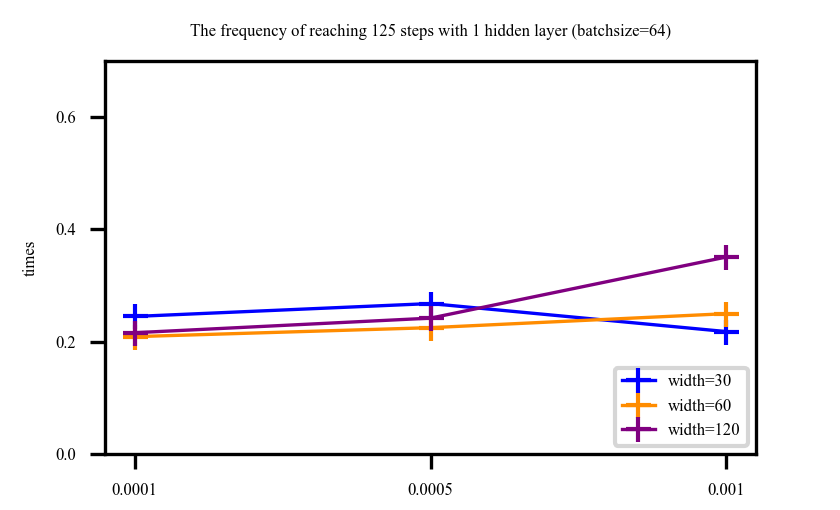 The frequency of reaching 125 steps with 1 hidden layer (batchsize=64)
times
0.6
0.4
0.2
0.0
0.0001 0.0005 0.001
width=30
width=60
width=120